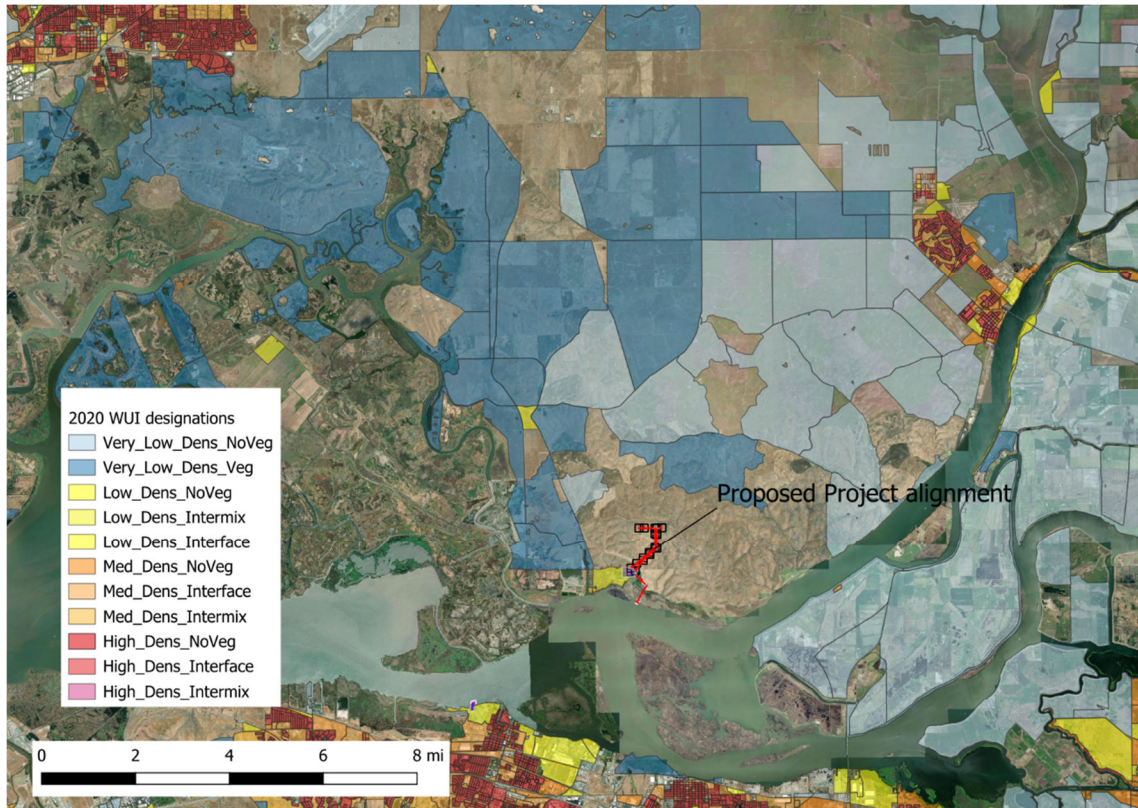 Proposed Project alignment
2020 WUI designations
Very_Low_Dens_NoVeg
Very_Low_Dens_Veg
Low_Dens_NoVeg
Low_Dens_Intermix
Low_Dens_Interface
Med_Dens_NoVeg
Med_Dens_Interface
Med_Dens_Intermix
High_Dens_NoVeg
High_Dens_Interface
High_Dens_Intermix
0 2 4 6 8 mi